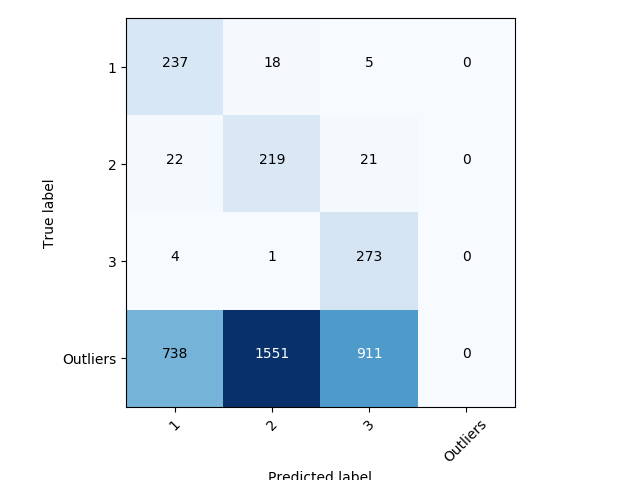 1 237 18 5 0
2 22 219 21 0
3 4 1 273 0
Outliers 738 1551 911 0
1 2 3 Outliers
True label
Predicted label